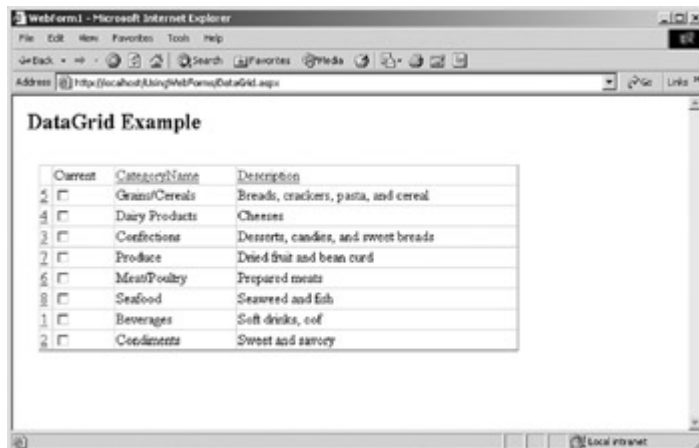 WebForm1 - Microsoft Internet Explorer
File Edit View Favorites Tools Help
Back Search Favorites Media
Address http://localhost/UsingWebForms/DataGrid.aspx Go Links
DataGrid Example
Current CategoryName Description
5 Grains/Cereals Breads, crackers, pasta, and cereal
4 Dairy Products Cheeses
3 Confections Desserts, candies, and sweet breads
7 Produce Dried fruit and bean curd
6 Meat/Poultry Prepared meats
8 Seafood Seaweed and fish
1 Beverages Soft drinks, cof
2 Condiments Sweet and savory
Local intranet